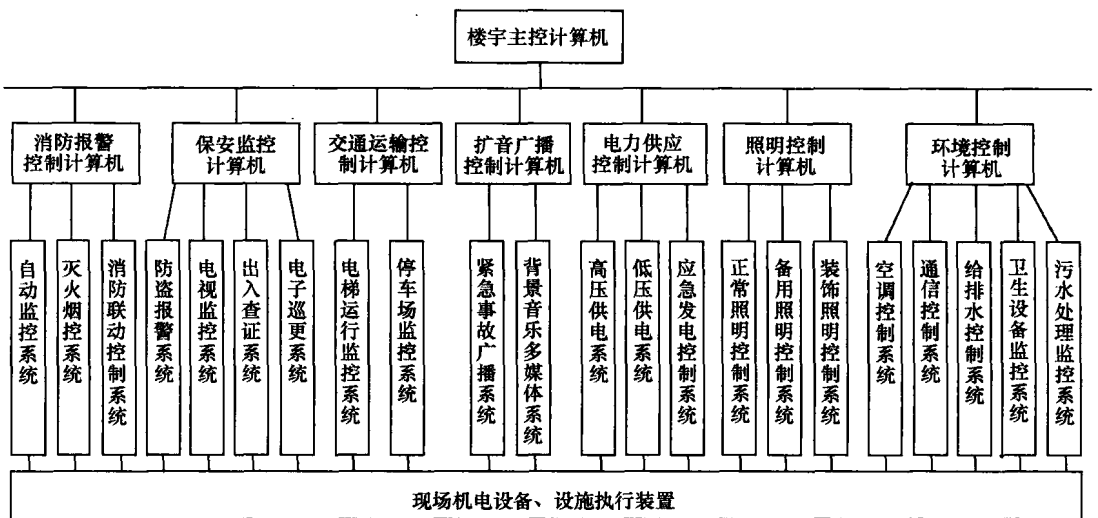 楼宇主控计算机
消防报警
控制计算机
保安监控
计算机
交通运输控
制计算机
扩音广播
控制计算机
电力供应
控制计算机
照明控制
计算机
环境控制
计算机
自动监控系统
灭火烟控系统
消防联动控制系统
防盗报警系统
电视监控系统
出入查证系统
电子巡更系统
电梯运行监控系统
停车场监控系统
紧急事故广播系统
背景音乐多媒体系统
高压供电系统
低压供电系统
应急发电控制系统
正常照明控制系统
备用照明控制系统
装饰照明控制系统
空调控制系统
通信控制系统
给排水控制系统
卫生设备监控系统
污水处理监控系统
现场机电设备、设施执行装置